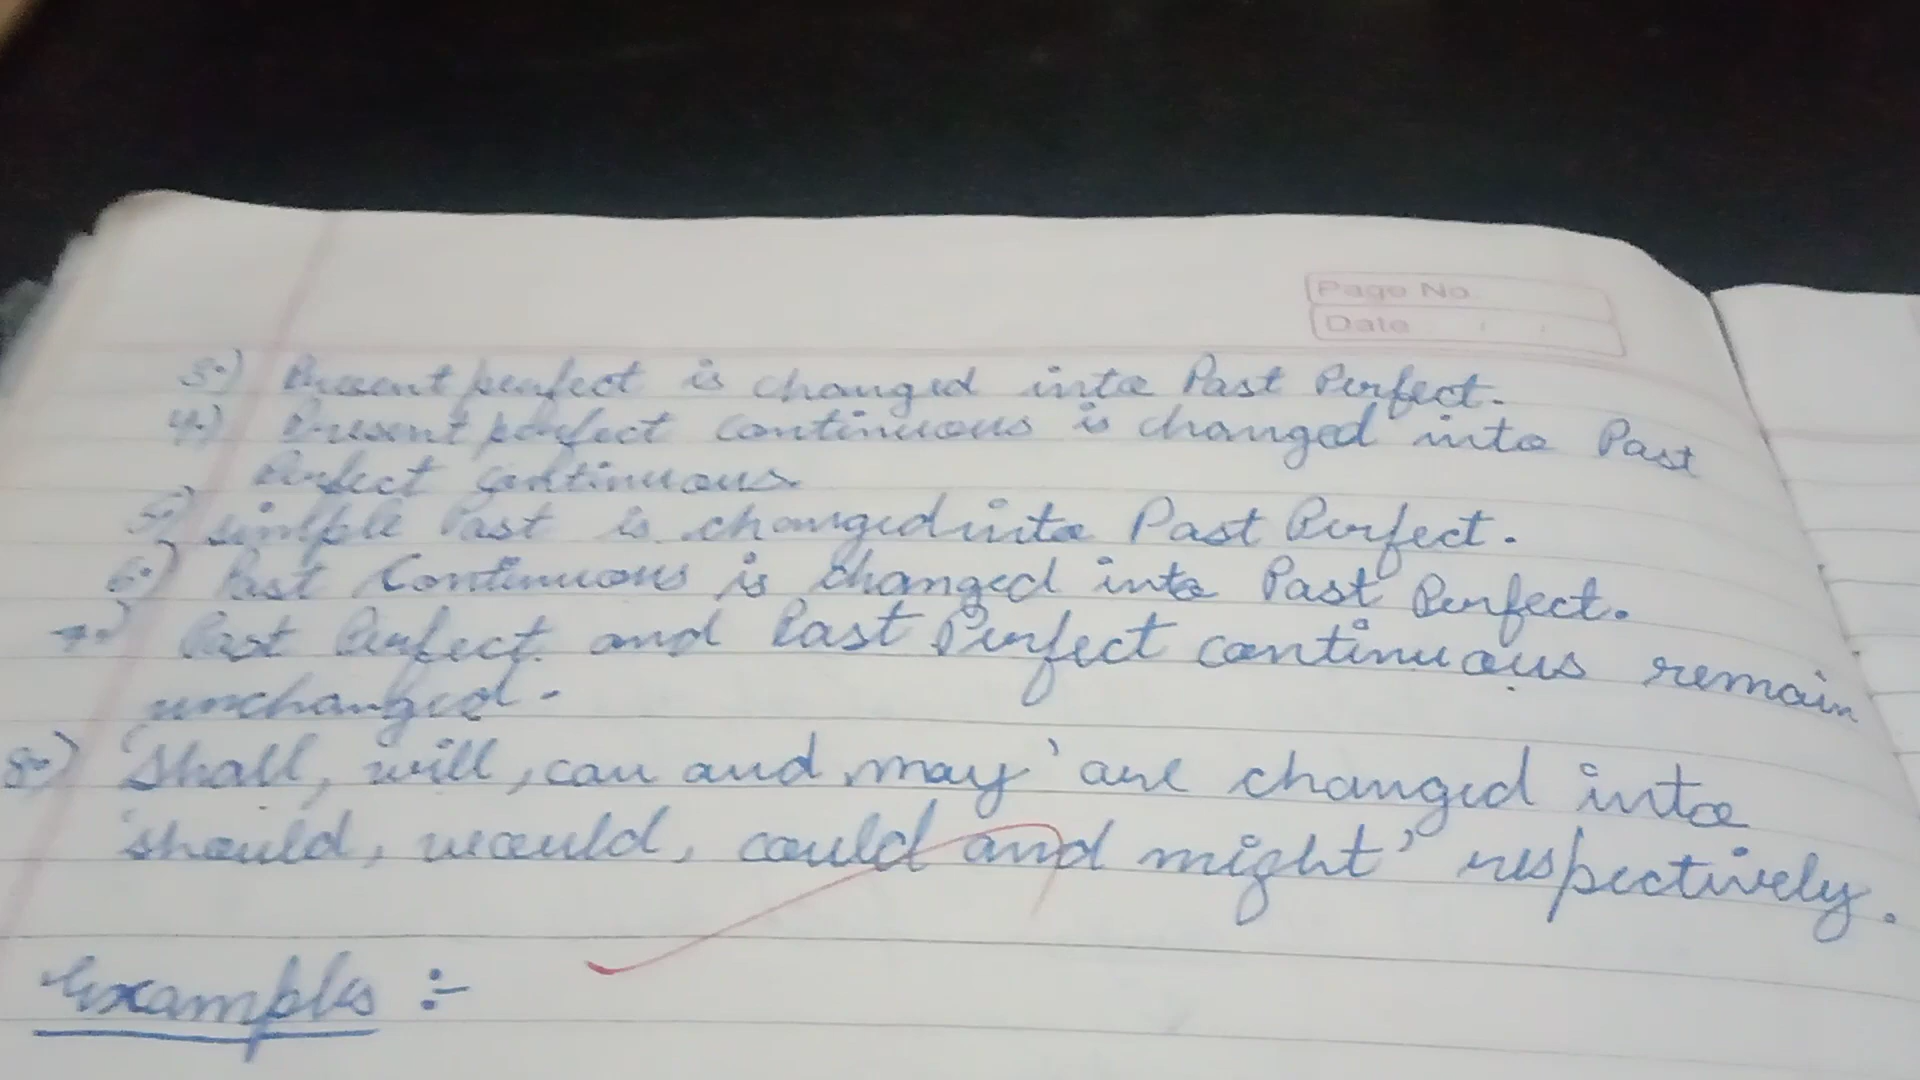 Page No
Date
3.) Present perfect is changed into Past Perfect.
4.) Present perfect continuous is changed into Past
Perfect continuous.
5.) simple Past is changed into Past Perfect.
6.) Past Continuous is changed into Past Perfect.
7.) Past Perfect and Past Perfect continuous remain
unchanged.
8.) 'Shall, will, can and may' are changed into
'should, would, could and might' respectively.
Examples :-